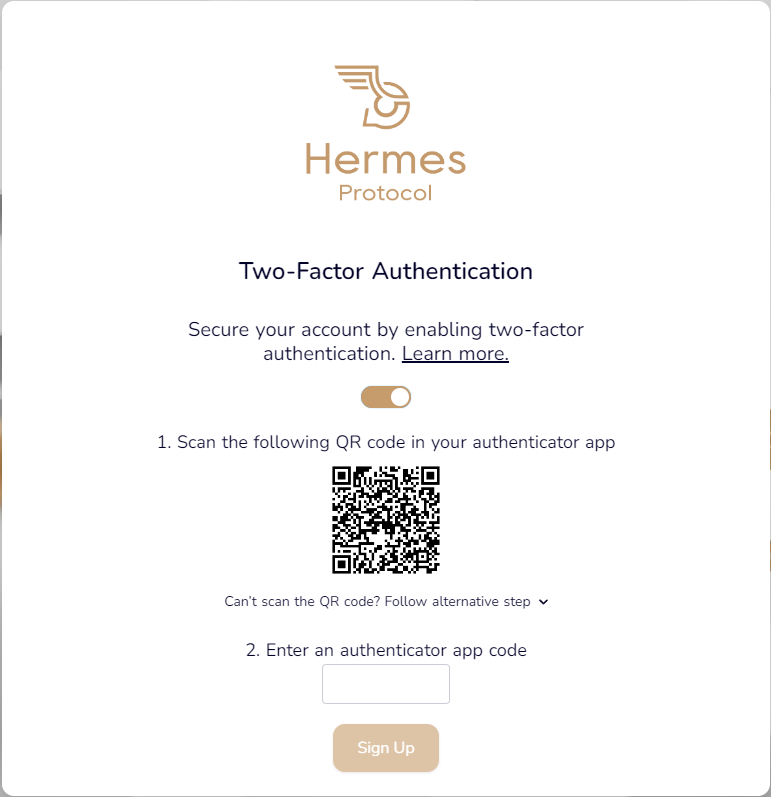 Hermes
Protocol
Two-Factor Authentication
Secure your account by enabling two-factor
authentication. Learn more.
1. Scan the following QR code in your authenticator app
Can't scan the QR code? Follow alternative step
2. Enter an authenticator app code
Sign Up